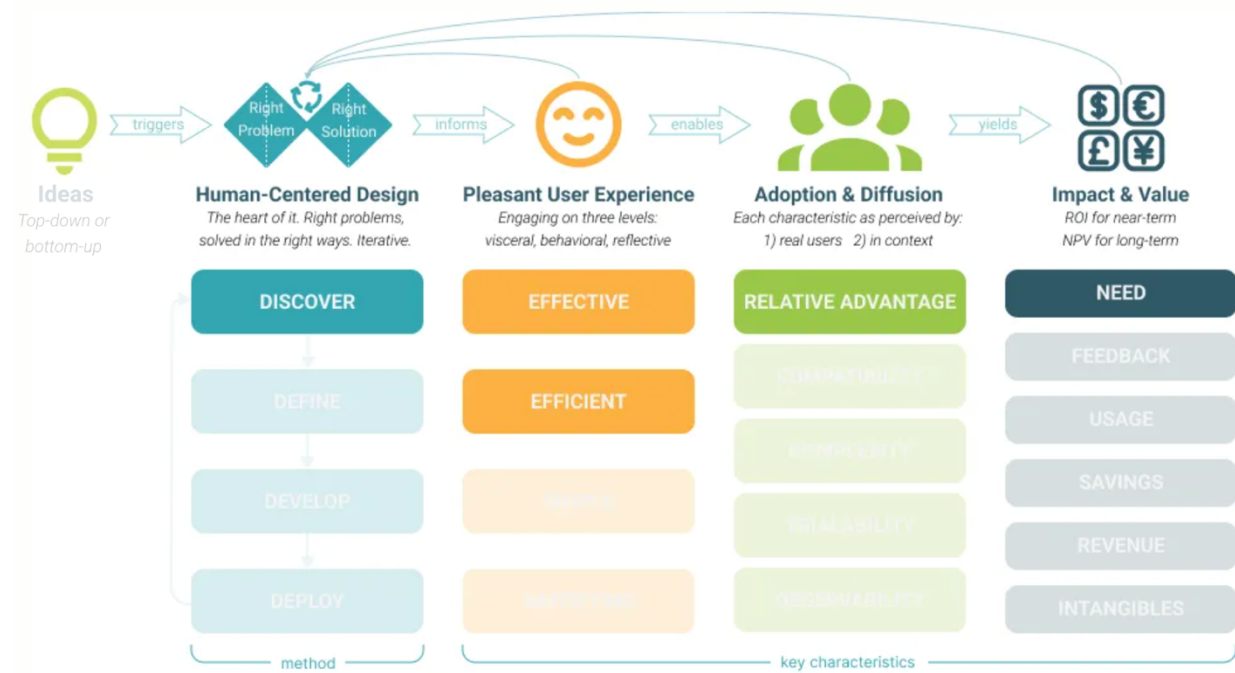 triggers
Right
Problem
Right
Solution
informs
enables
yields
$
€
£
¥
Ideas
Top-down or
bottom-up
Human-Centered Design
The heart of it. Right problems,
solved in the right ways. Iterative.
Pleasant User Experience
Engaging on three levels:
visceral, behavioral, reflective
Adoption & Diffusion
Each characteristic as perceived by:
1) real users 2) in context
Impact & Value
ROI for near-term
NPV for long-term
DISCOVER
DEFINE
DEVELOP
DEPLOY
EFFECTIVE
EFFICIENT
RELATIVE ADVANTAGE
COMPATIBILITY
COMPLEXITY
TRIALABILITY
OBSERVABILITY
NEED
FEEDBACK
USAGE
SAVINGS
REVENUE
INTANGIBLES
method
key characteristics